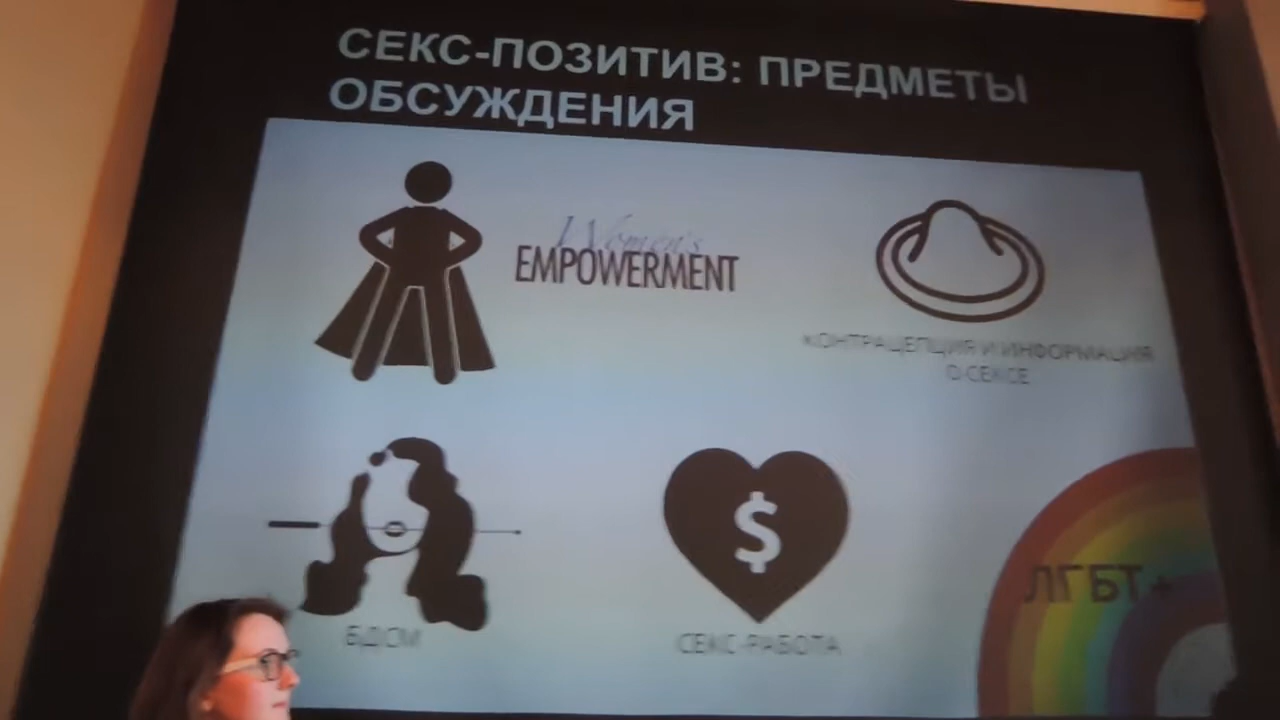 СЕКС-ПОЗИТИВ: ПРЕДМЕТЫ
ОБСУЖДЕНИЯ
Women's
EMPOWERMENT
КОНТРАЦЕПЦИЯ И ИНФОРМАЦИЯ
О СЕКСЕ
БДСМ
$
СЕКС-РАБОТА
ЛГБТ+